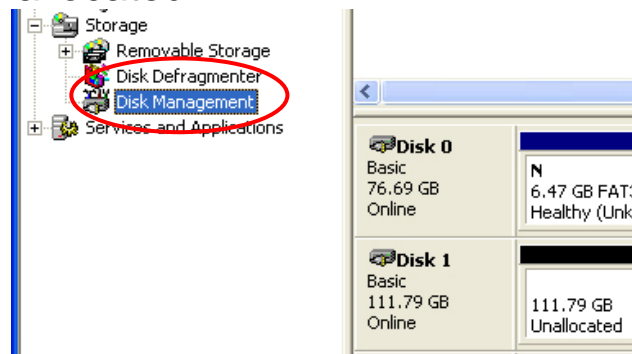 Storage
Removable Storage
Disk Defragmenter
Disk Management
Services and Applications
Disk 0
Basic
76.69 GB
Online
N
6.47 GB FAT3
Healthy (Unk
Disk 1
Basic
111.79 GB
Online
111.79 GB
Unallocated